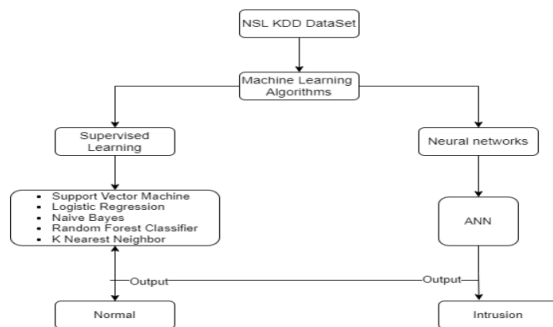 NSL KDD DataSet
Machine Learning
Algorithms
Supervised
Learning
Neural networks
• Support Vector Machine
• Logistic Regression
• Naive Bayes
• Random Forest Classifier
• K Nearest Neighbor
ANN
Output
Output
Normal
Intrusion